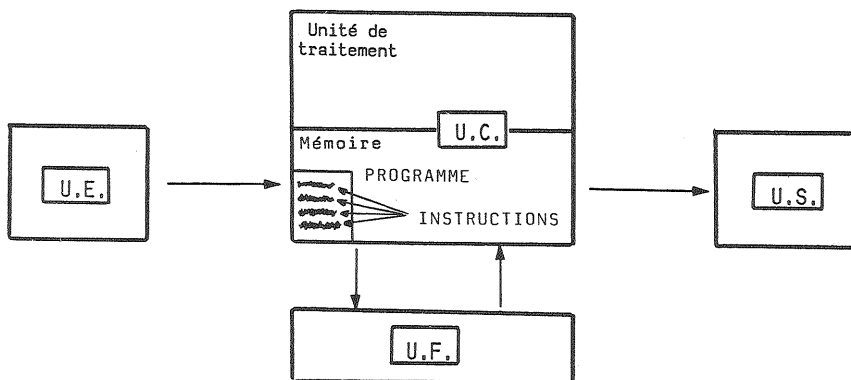 Unité de
traitement
U.C.
Mémoire
U.E.
PROGRAMME
U.S.
INSTRUCTIONS
U.F.